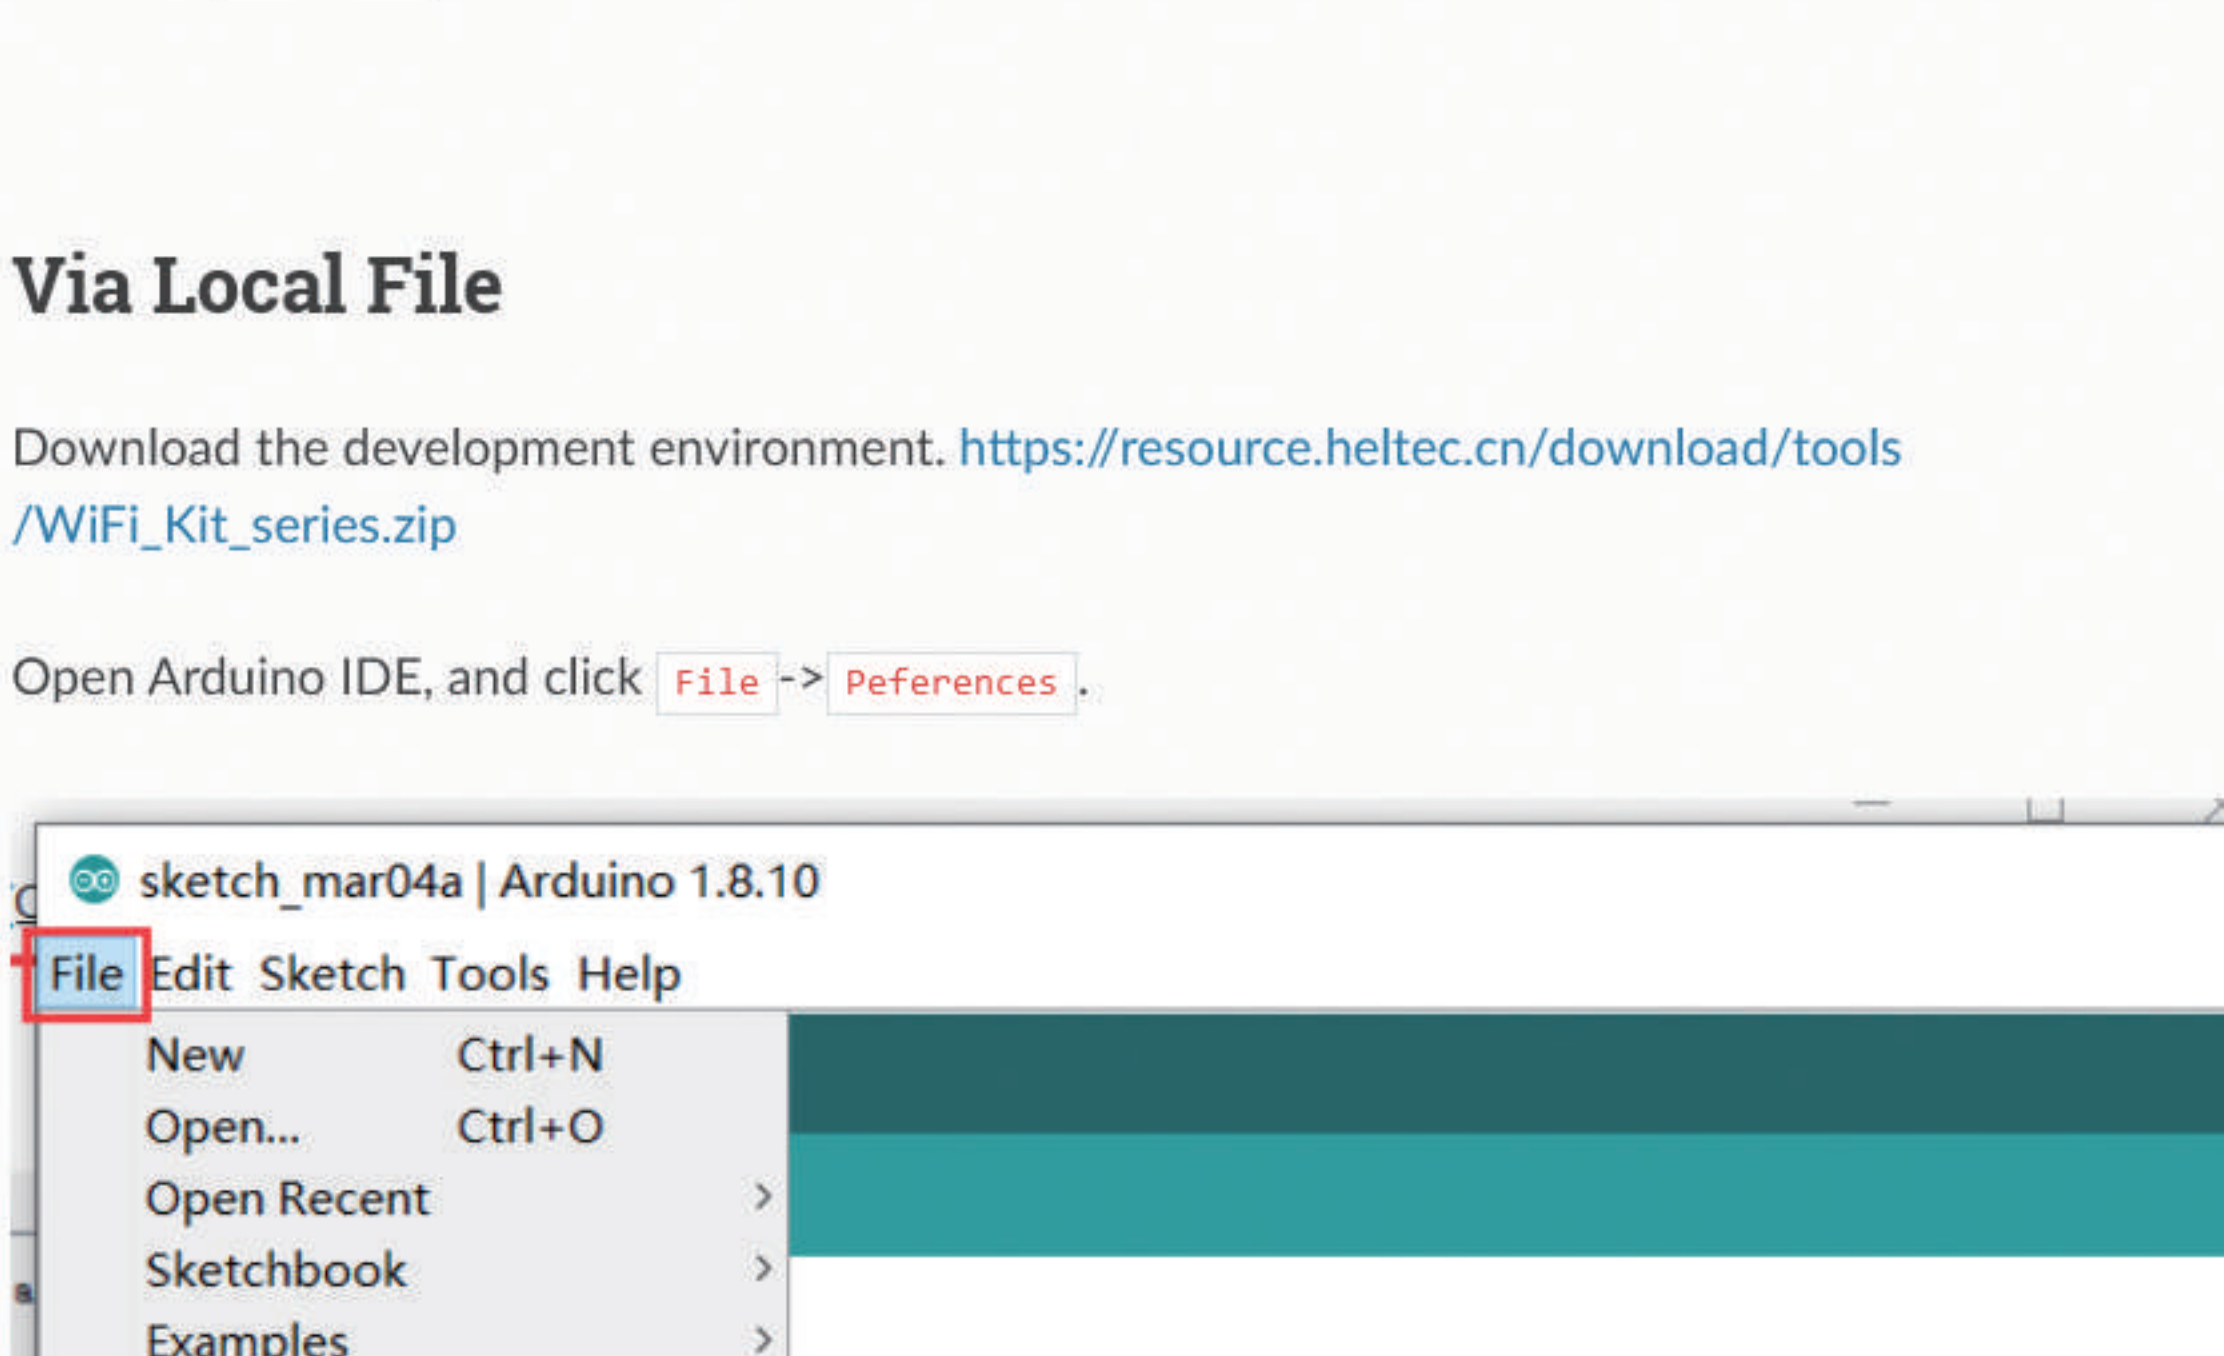 Via Local File
Download the development environment. https://resource.heltec.cn/download/tools
/WiFi_Kit_series.zip
Open Arduino IDE, and click File -> Peferences .
sketch_mar04a | Arduino 1.8.10
File Edit Sketch Tools Help
New Ctrl+N
Open... Ctrl+O
Open Recent >
Sketchbook >
Examples >